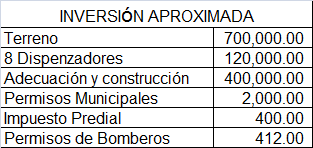 INVERSIÓN APROXIMADA
Terreno 700,000.00
8 Dispenzadores 120,000.00
Adecuación y construcción 400,000.00
Permisos Municipales 2,000.00
Impuesto Predial 400.00
Permisos de Bomberos 412.00